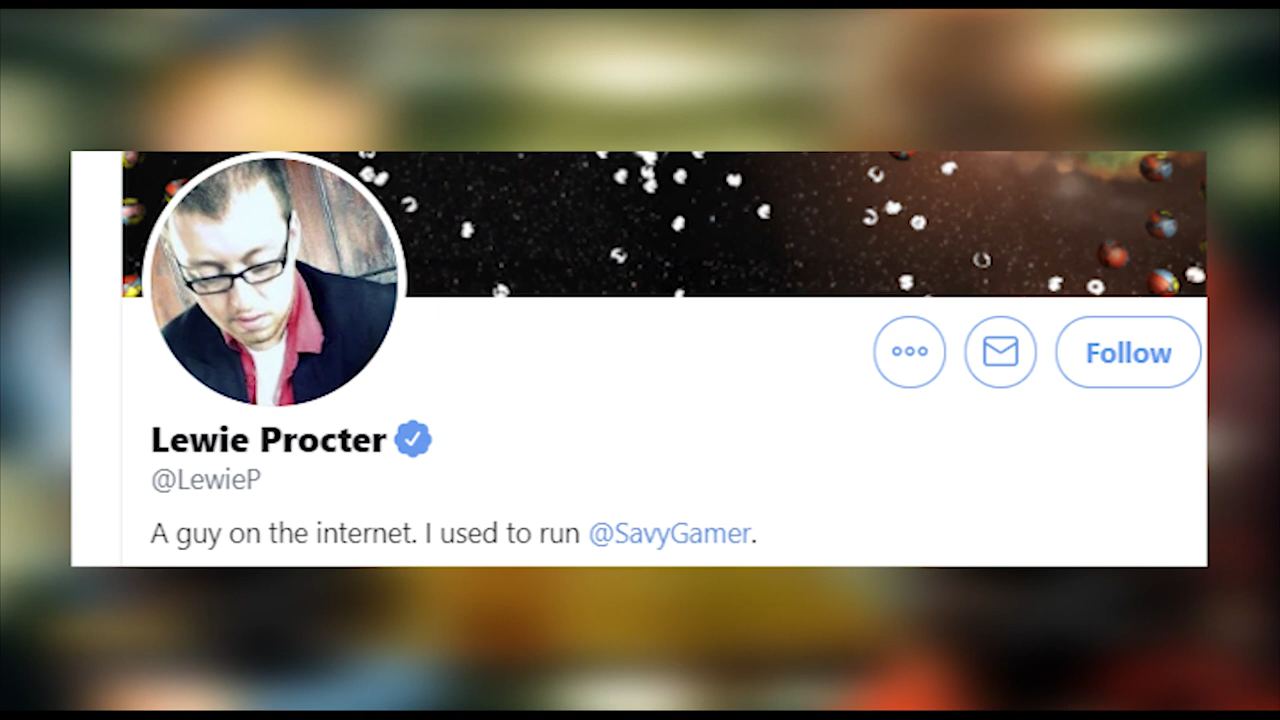 Follow
Lewie Procter
@LewieP
A guy on the internet. I used to run @SavyGamer.